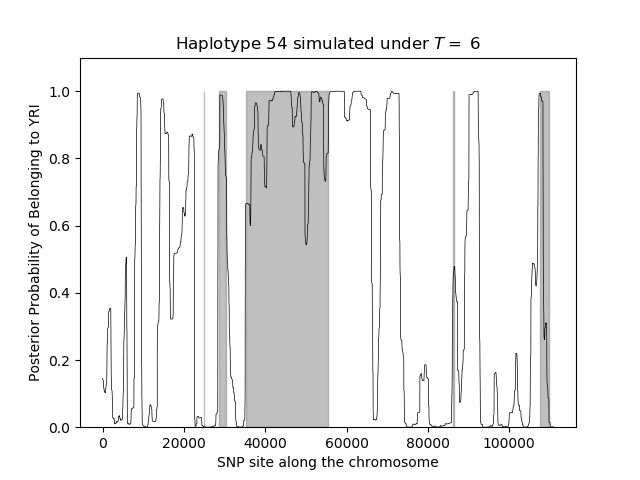 Haplotype 54 simulated under T = 6
Posterior Probability of Belonging to YRI
1.0
0.8
0.6
0.4
0.2
0.0
0 20000 40000 60000 80000 100000
SNP site along the chromosome